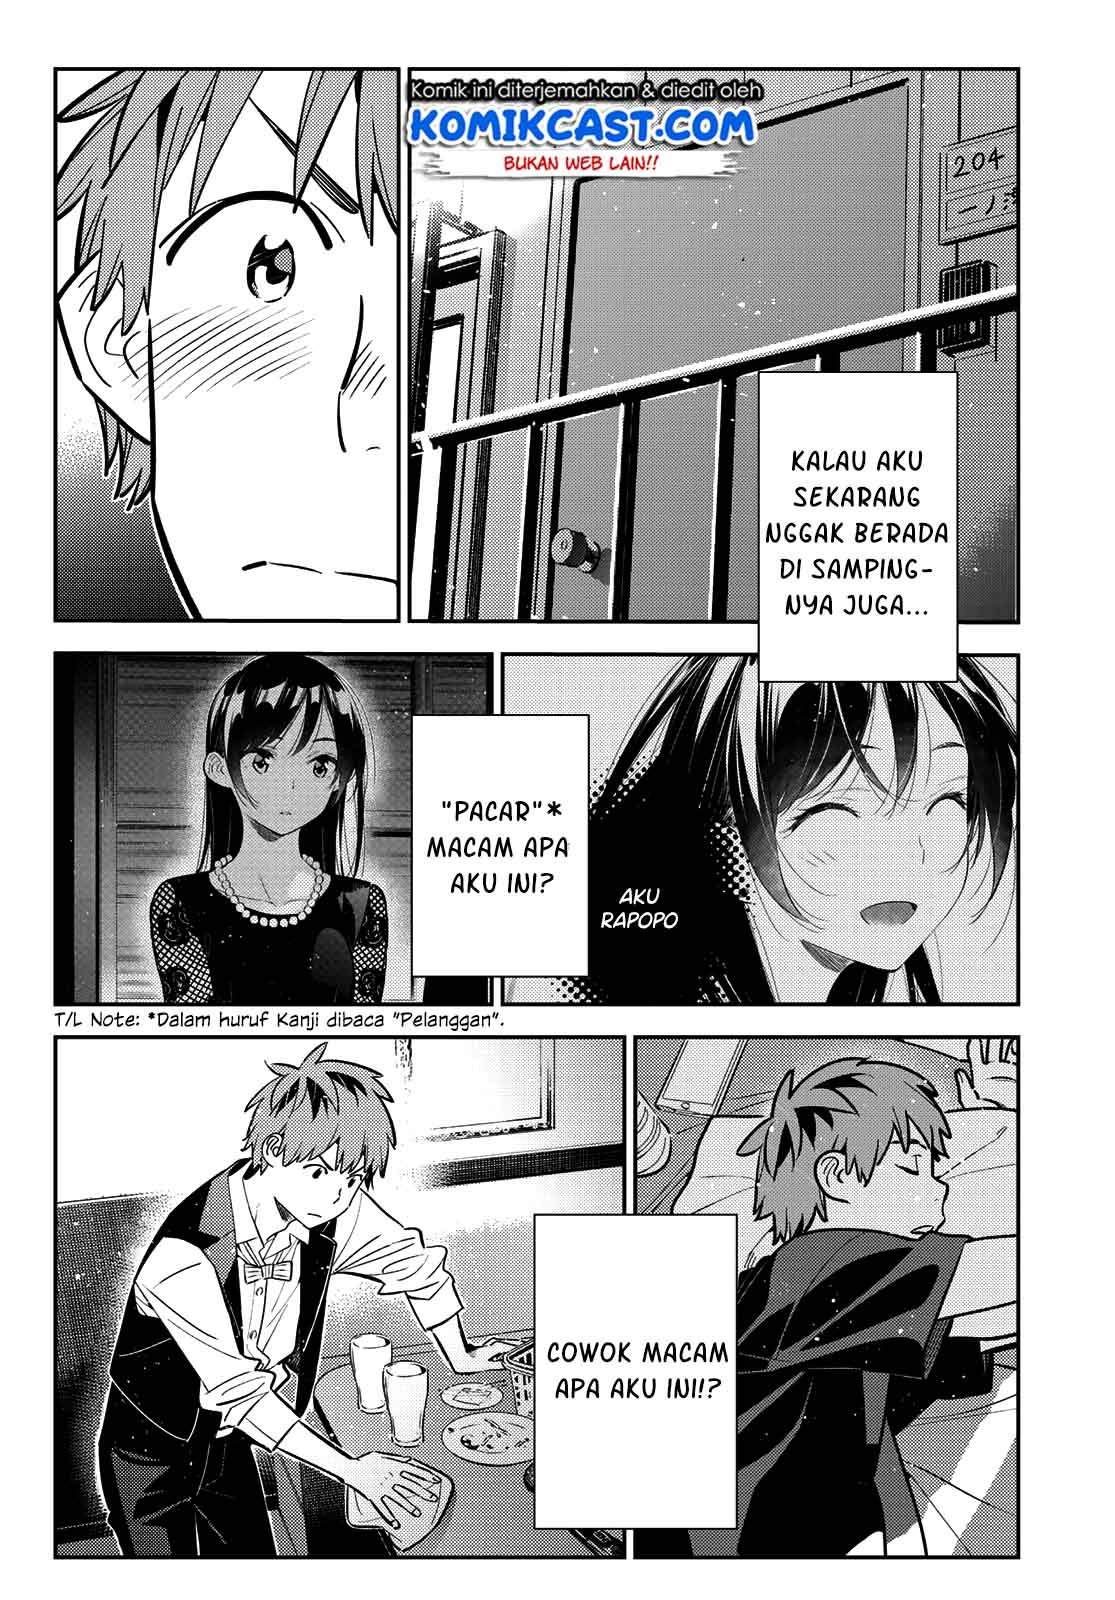 Komik ini diterjemahkan & diedit oleh
KOMIKCAST.COM
BUKAN WEB LAIN!!
204
一ノ
KALAU AKU
SEKARANG
NGGAK BERADA
DI SAMPING-
NYA JUGA...
"PACAR"*
MACAM APA
AKU INI?
AKU
RAPOPO
T/L Note: *Dalam huruf Kanji dibaca "Pelanggan".
COWOK MACAM
APA AKU INI!?